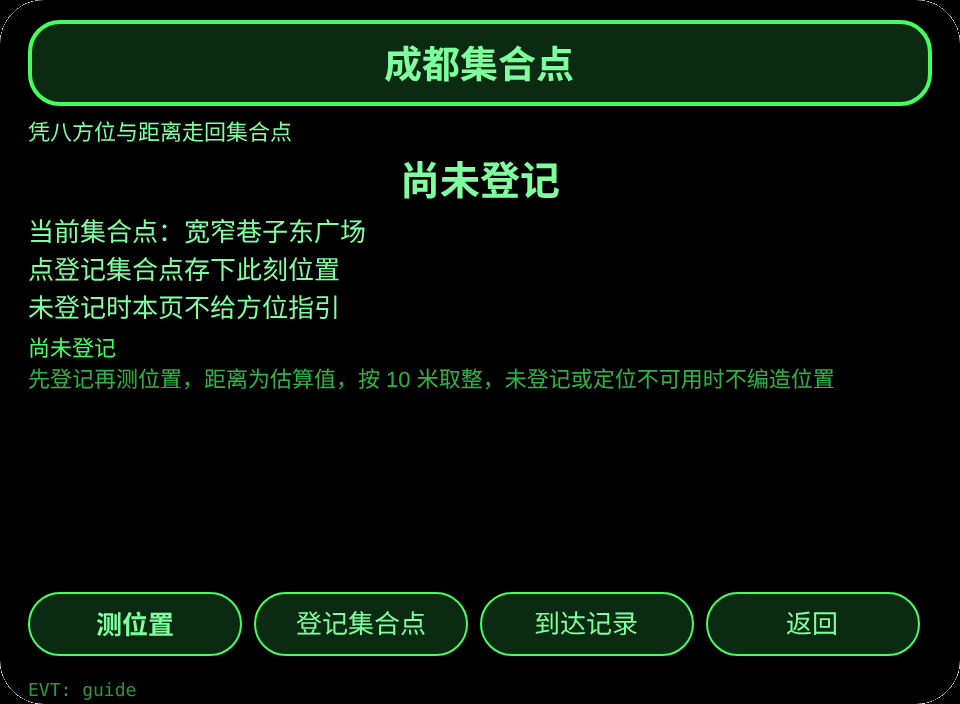 成都集合点
凭八方位与距离走回集合点
尚未登记
当前集合点：宽窄巷子东广场
点登记集合点存下此刻位置
未登记时本页不给方位指引
尚未登记
先登记再测位置，距离为估算值，按 10 米取整，未登记或定位不可用时不编造位置
测位置
登记集合点
到达记录
返回
EVT: guide